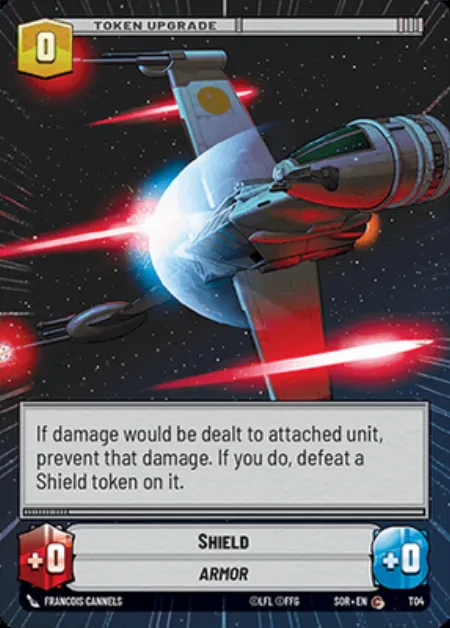 TOKEN UPGRADE
0
If damage would be dealt to attached unit,
prevent that damage. If you do, defeat a
Shield token on it.
+0
SHIELD
+0
ARMOR
FRANCOIS CANNELS
©LFL ©FFG
SOR • EN
C
T04